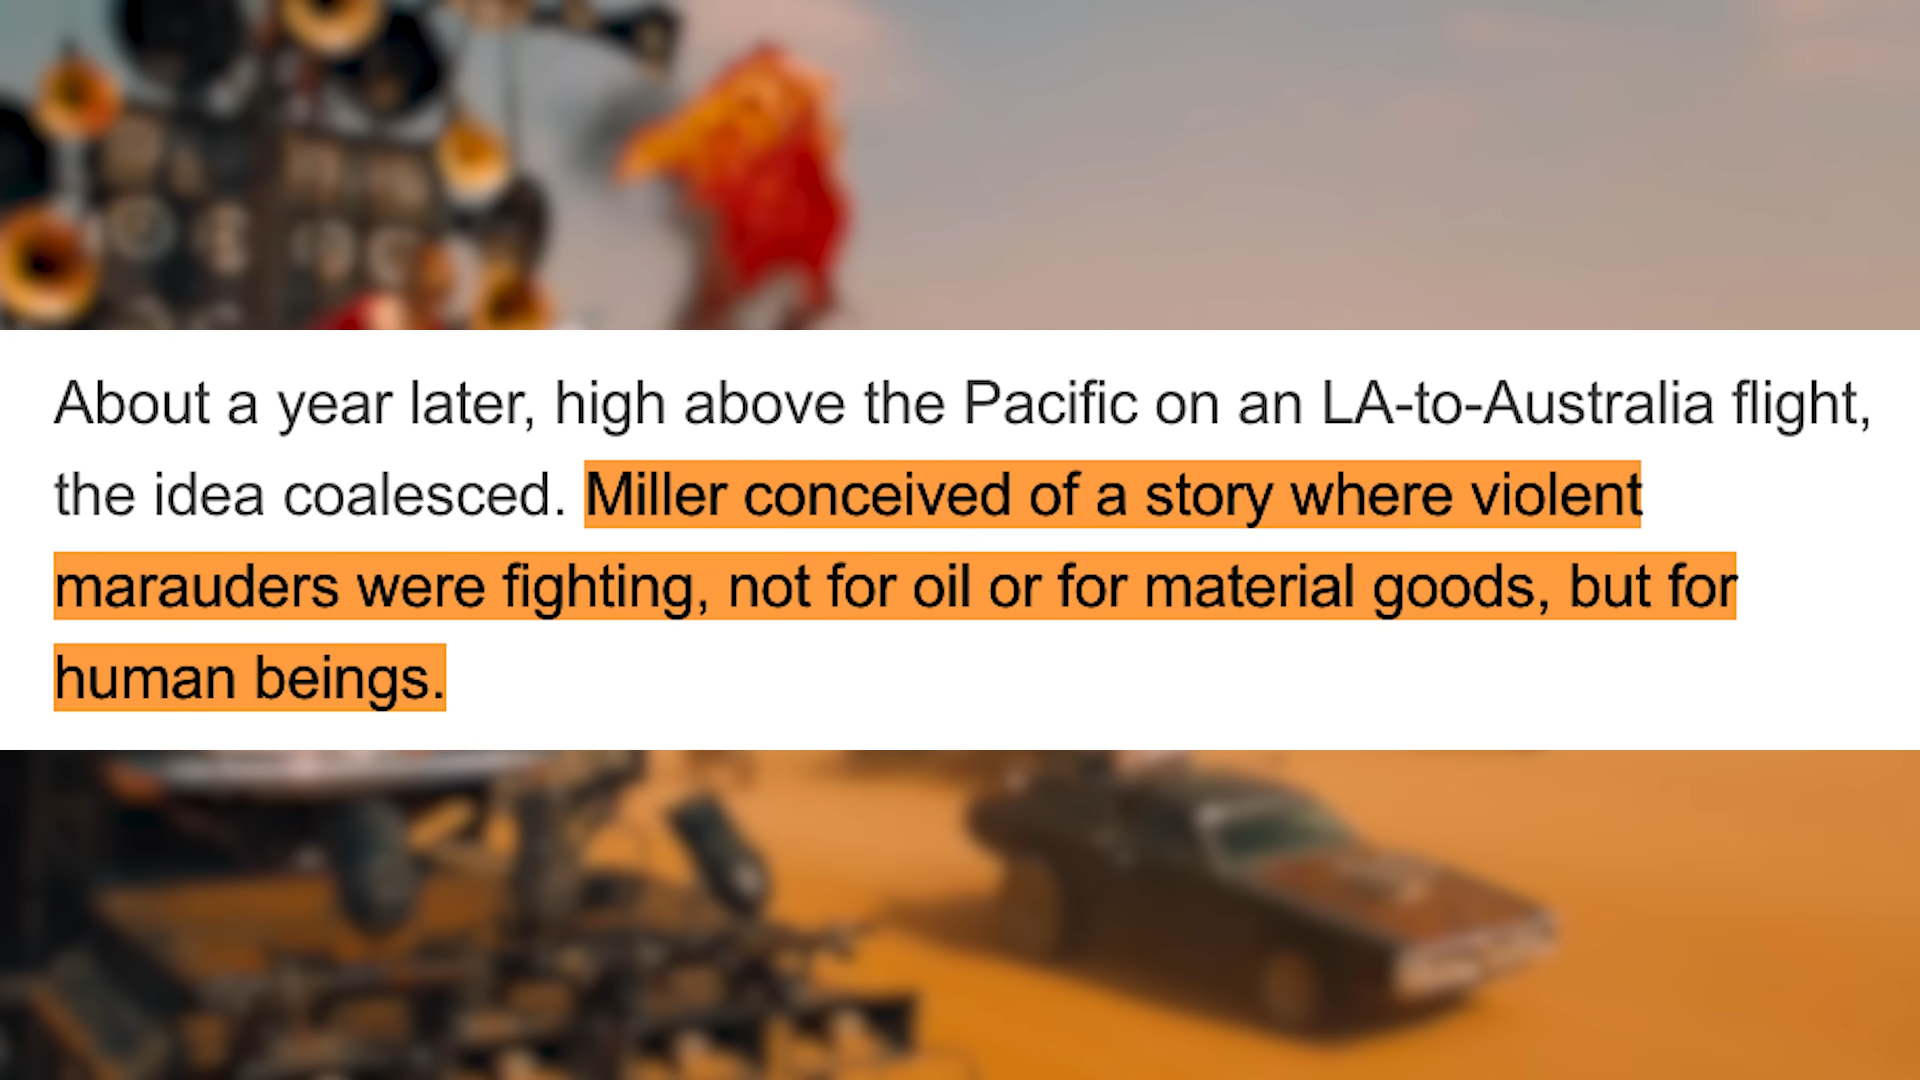 About a year later, high above the Pacific on an LA-to-Australia flight,
the idea coalesced. Miller conceived of a story where violent
marauders were fighting, not for oil or for material goods, but for
human beings.